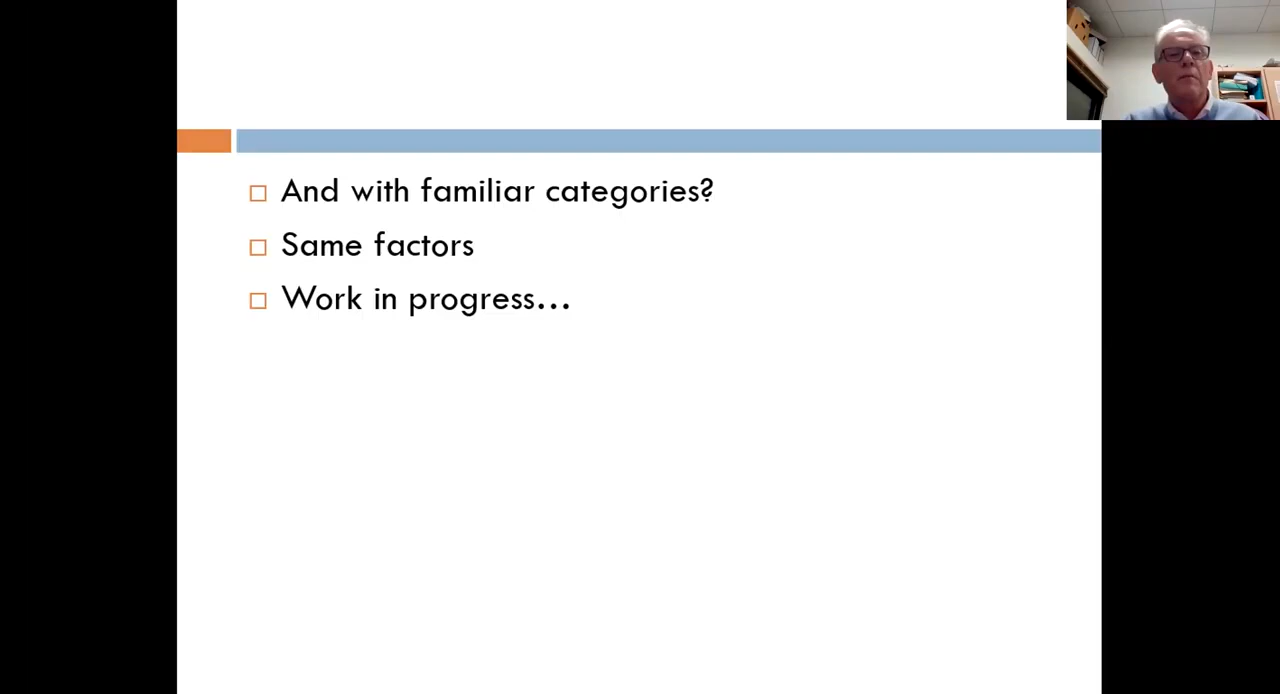 And with familiar categories?
Same factors
Work in progress…